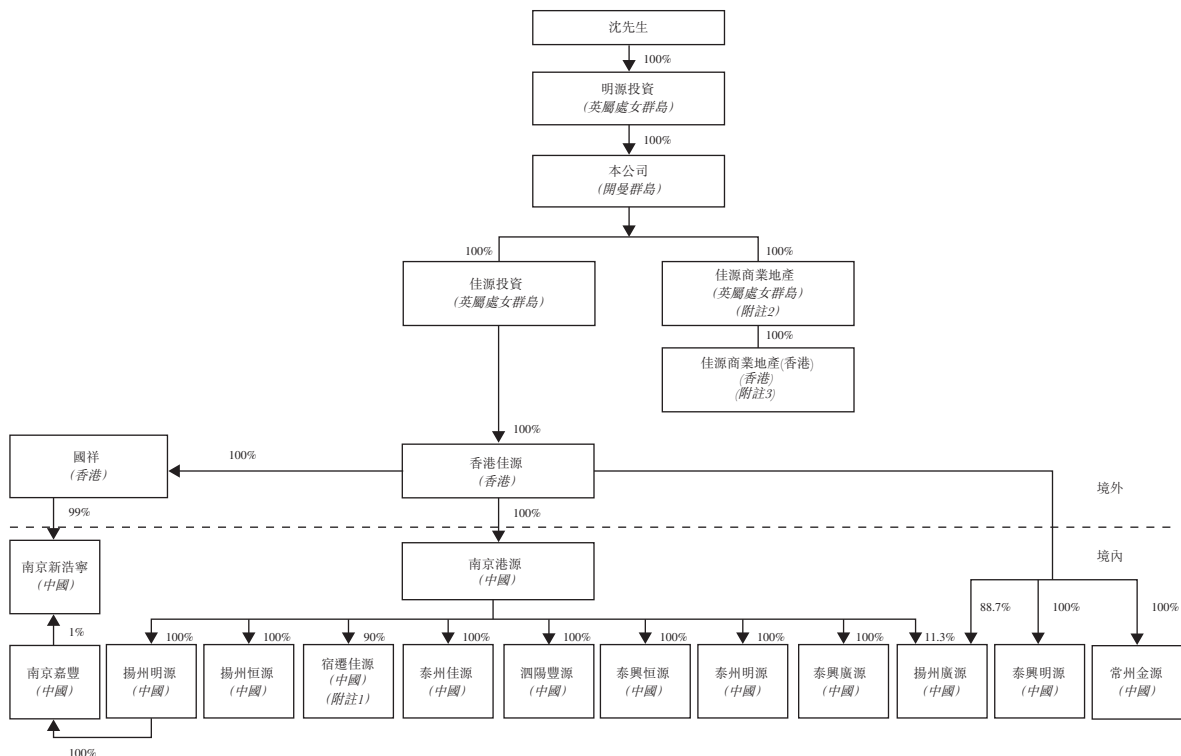 沈先生
100%
明源投資
(英屬處女群島)
100%
本公司
(開曼群島)
100%
100%
佳源投資
(英屬處女群島)
佳源商業地產
(英屬處女群島)
(附註2)
100%
佳源商業地產(香港)
(香港)
(附註3)
100%
國祥
(香港)
100%
香港佳源
(香港)
境外
99%
100%
境內
南京新浩寧
(中國)
南京港源
(中國)
88.7%
100%
100%
1%
100%
100%
90%
100%
100%
100%
100%
100%
11.3%
南京嘉豐
(中國)
揚州明源
(中國)
揚州恒源
(中國)
宿遷佳源
(中國)
(附註1)
泰州佳源
(中國)
泗陽豐源
(中國)
泰興恒源
(中國)
泰州明源
(中國)
泰興廣源
(中國)
揚州廣源
(中國)
泰興明源
(中國)
常州金源
(中國)
100%